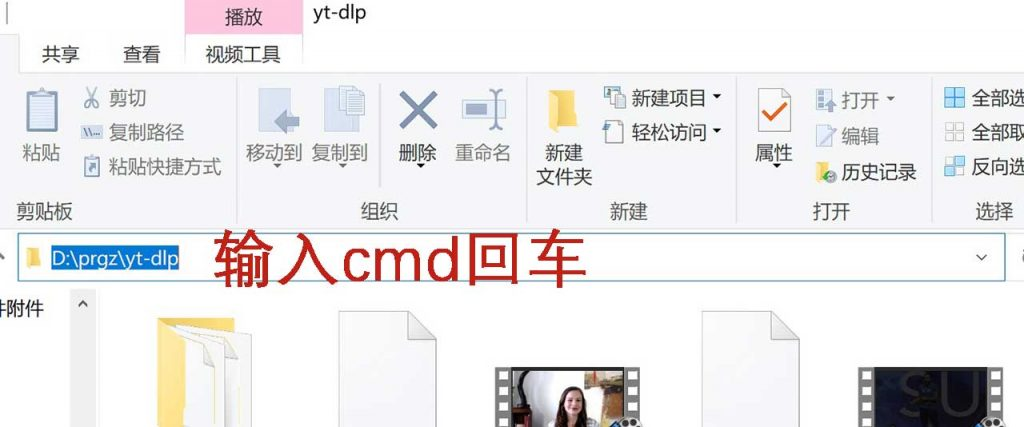 播放
yt-dlp
共享
查看
视频工具
粘贴
剪切
复制路径
粘贴快捷方式
剪贴板
移动到
复制到
删除
重命名
组织
新建
文件夹
新建项目
轻松访问
新建
属性
打开
编辑
历史记录
打开
全部选
全部取
反向选
选择
D:\prgz\yt-dlp
输入cmd回车
件附件
SU